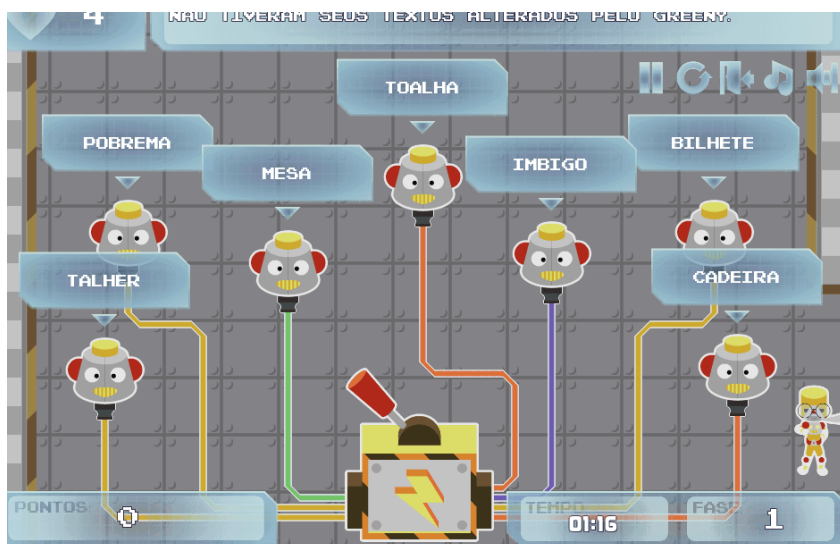 4
NÃO TIVERAM SEUS TEXTOS ALTERADOS PELO GREENY.
TOALHA
POBREMA
BILHETE
MESA
IMBIGO
TALHER
CADEIRA
PONTOS
0
TEMPO
01:16
FASE
1